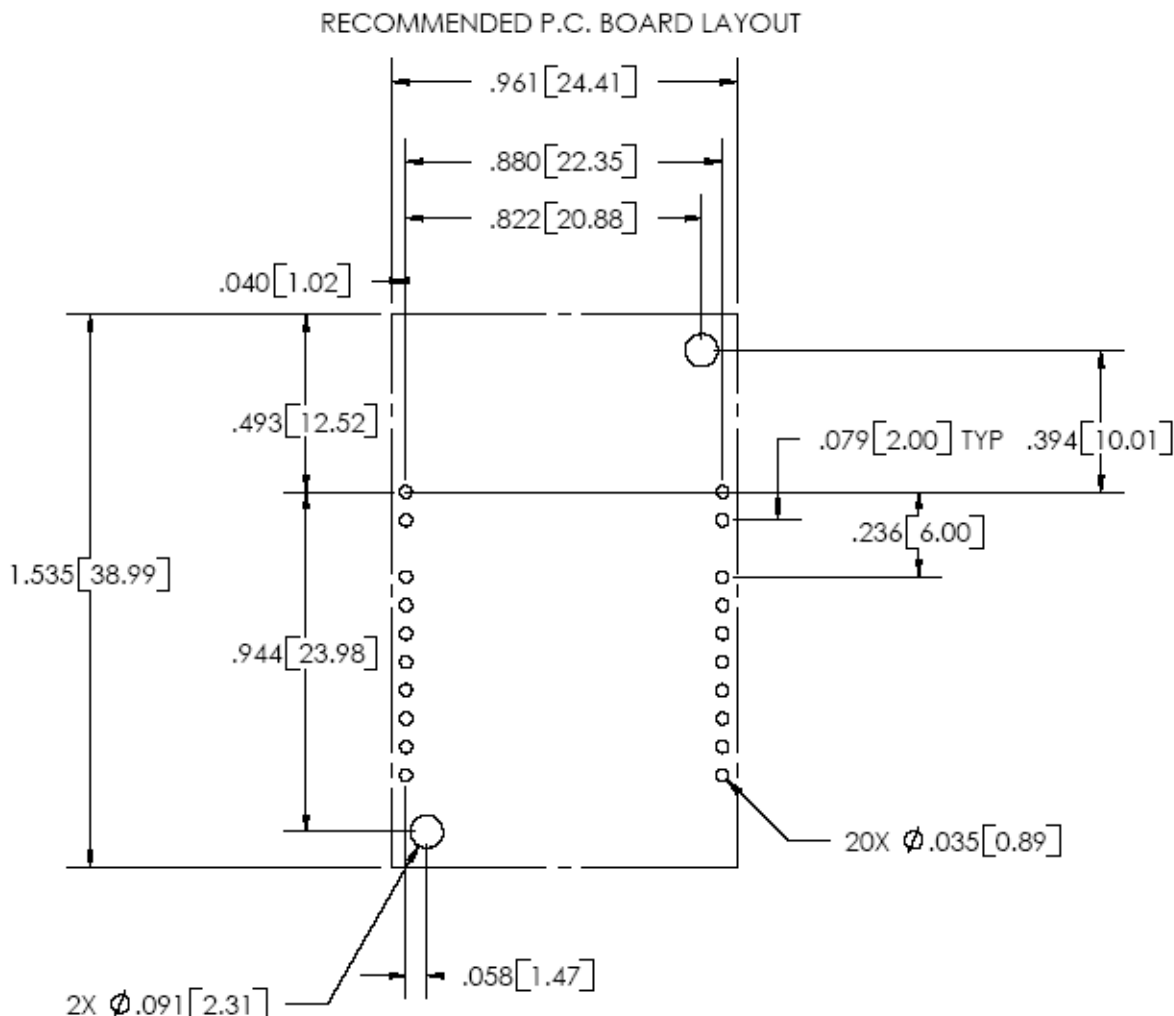 RECOMMENDED P.C. BOARD LAYOUT
.961[24.41]
.880[22.35]
.822[20.88]
.040[1.02]
.493[12.52]
.079[2.00] TYP
.394[10.01]
.236[6.00]
1.535[38.99]
.944[23.98]
20X Ø.035[0.89]
.058[1.47]
2X Ø.091[2.31]